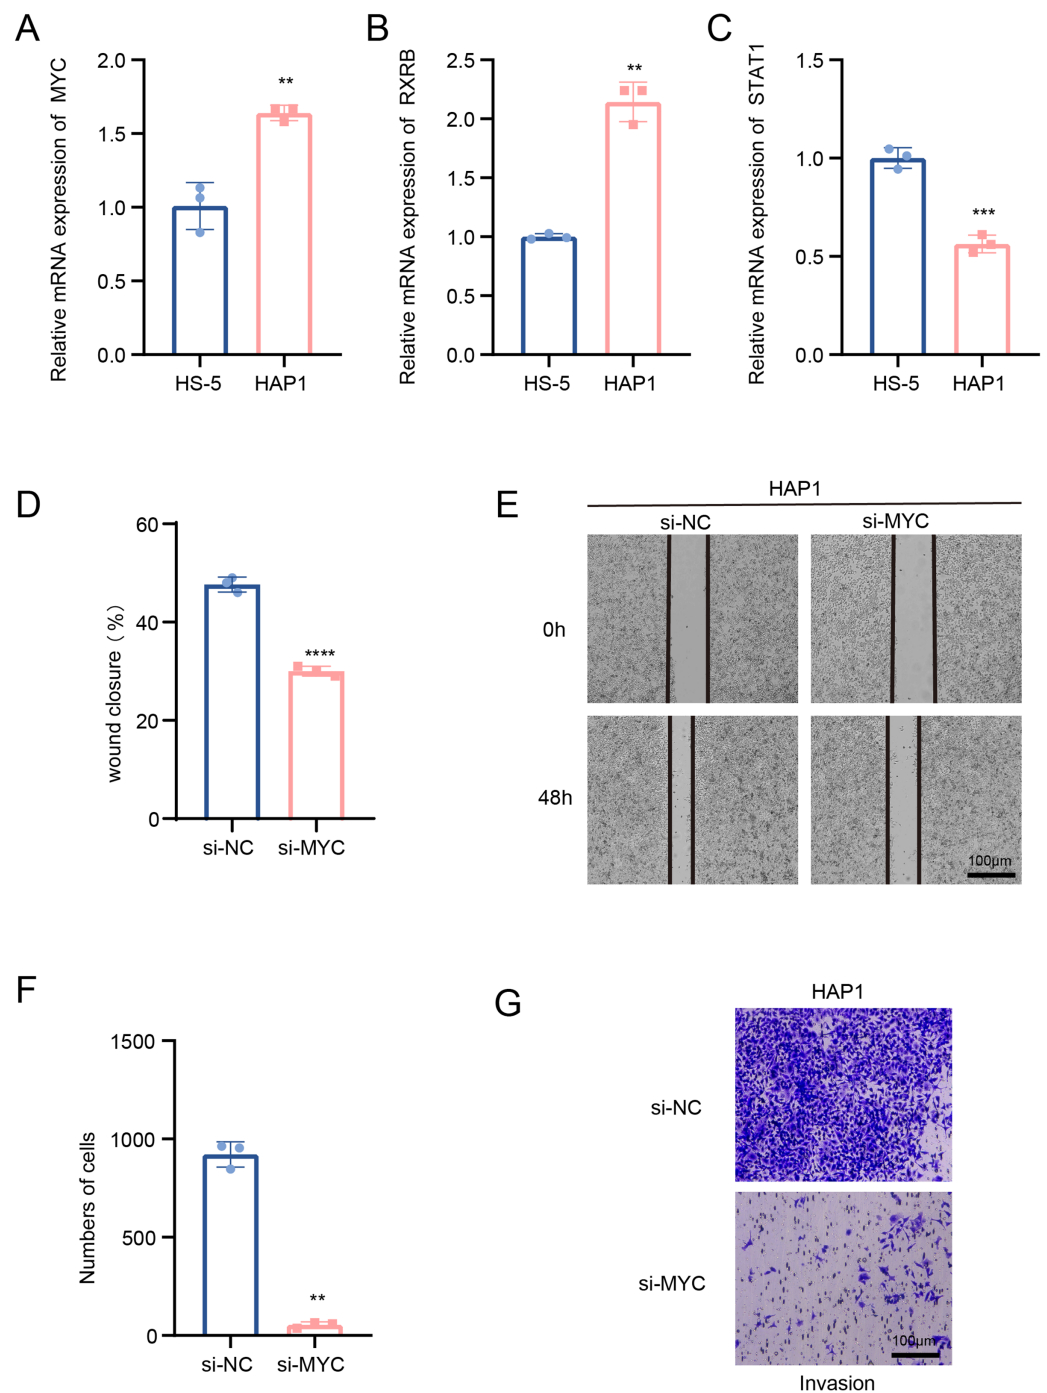 A
B
C
Relative mRNA expression of MYC
2.0
1.5
1.0
0.5
0.0
**
HS-5
HAP1
Relative mRNA expression of RXRB
2.5
2.0
1.5
1.0
0.5
0.0
**
HS-5
HAP1
Relative mRNA expression of STAT1
1.5
1.0
0.5
0.0
***
HS-5
HAP1
D
wound closure（%）
60
40
20
0
****
si-NC
si-MYC
E
HAP1
si-NC
si-MYC
0h
48h
100μm
F
Numbers of cells
1500
1000
500
0
**
si-NC
si-MYC
G
HAP1
si-NC
si-MYC
100μm
Invasion